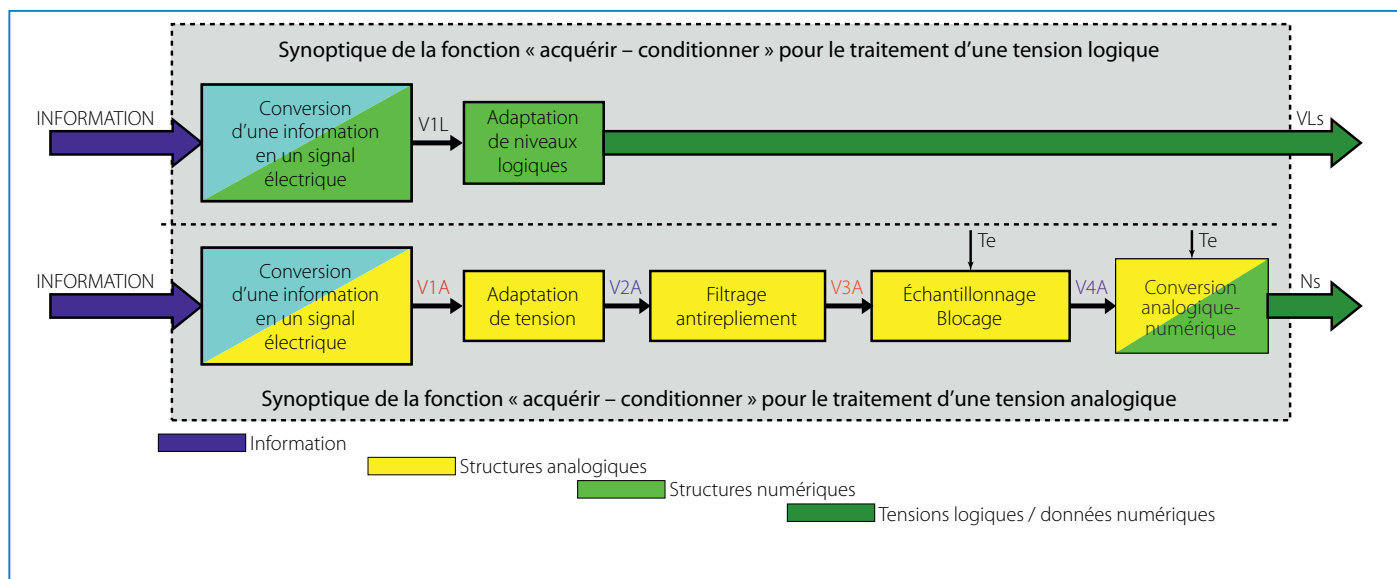 Synoptique de la fonction « acquérir – conditionner » pour le traitement d’une tension logique
INFORMATION
Conversion
d’une information
en un signal
électrique
V1L
Adaptation
de niveaux
logiques
VLs
INFORMATION
Conversion
d’une information
en un signal
électrique
V1A
Adaptation
de tension
V2A
Filtrage
antirepliement
V3A
Te
Échantillonnage
Blocage
V4A
Te
Conversion
analogique-
numérique
Ns
Synoptique de la fonction « acquérir – conditionner » pour le traitement d’une tension analogique
Information
Structures analogiques
Structures numériques
Tensions logiques / données numériques